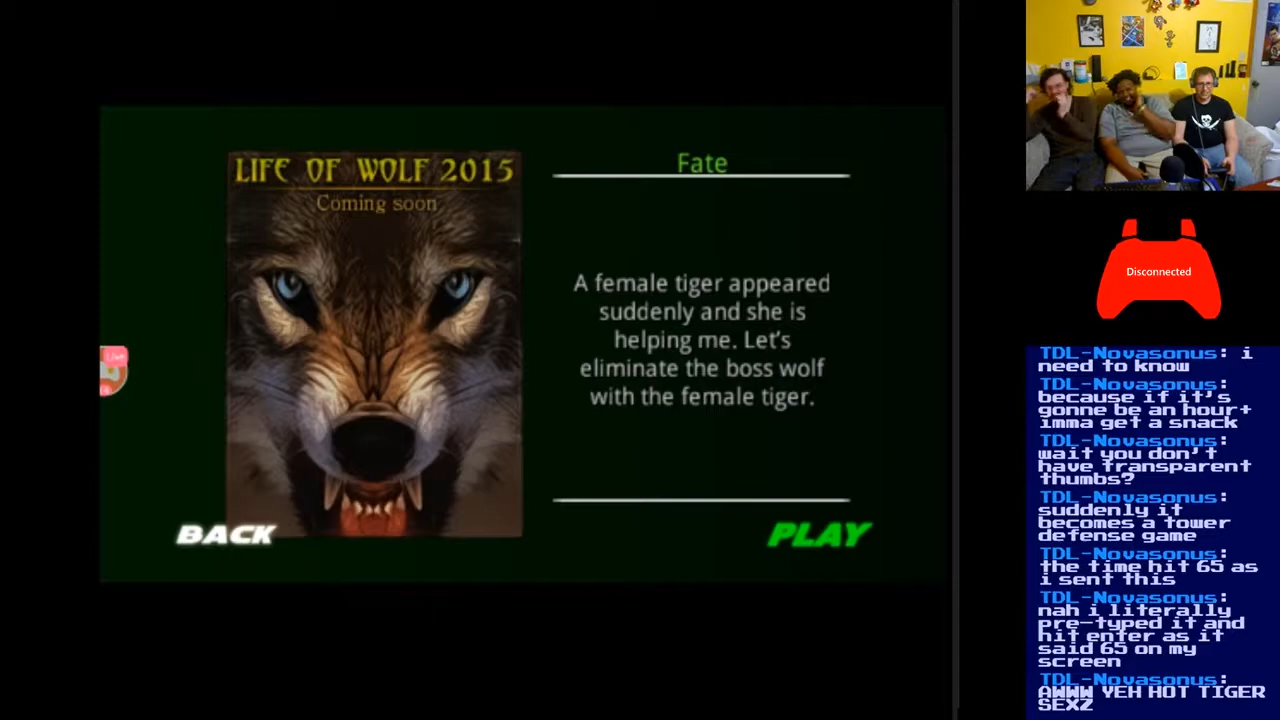 LIFE OF WOLF 2015
Coming soon
Fate
A female tiger appeared
suddenly and she is
helping me. Let's
eliminate the boss wolf
with the female tiger.
BACK
PLAY
Live
Disconnected
TDL-Novasonus: i
need to know
TDL-Novasonus:
because if it's
gonne be an hour+
imma get a snack
TDL-Novasonus:
wait you don't
have transparent
thumbs?
TDL-Novasonus:
suddenly it
becomes a tower
defense game
TDL-Novasonus:
the time hit 65 as
i sent this
TDL-Novasonus:
nah i literally
pre-typed it and
hit enter as it
said 65 on my
screen
TDL-Novasonus:
AWWW YEH HOT TIGER
SEXZ